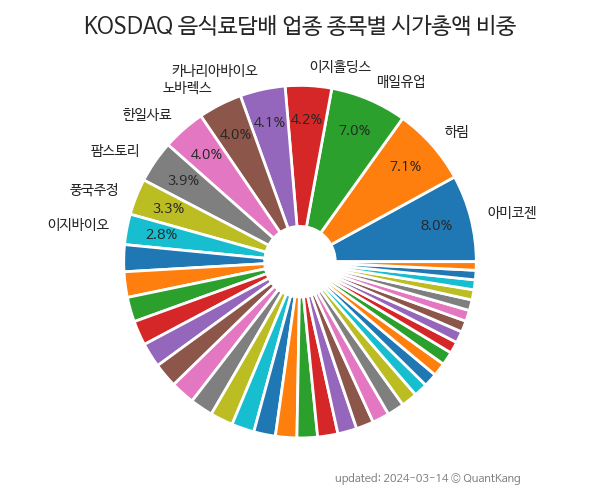 KOSDAQ 음식료담배 업종 종목별 시가총액 비중
이지홀딩스
카나리아바이오
매일유업
노바렉스
한일사료
하림
팜스토리
풍국주정
아미코젠
이지바이오
4.2%
4.1%
7.0%
4.0%
4.0%
7.1%
3.9%
3.3%
8.0%
2.8%
updated: 2024-03-14 © QuantKang